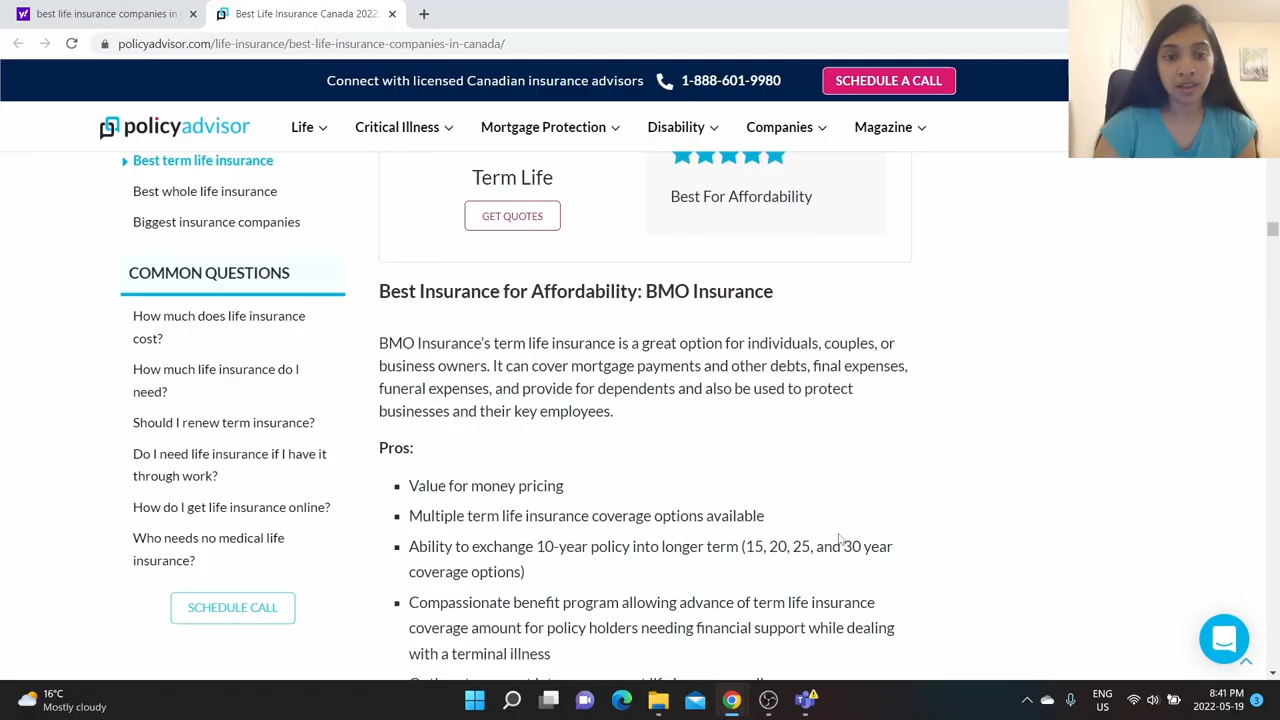 best life insurance companies in
Best Life Insurance Canada 2022:
policyadvisor.com/life-insurance/best-life-insurance-companies-in-canada/
Connect with licensed Canadian insurance advisors 1-888-601-9980 SCHEDULE A CALL
policyadvisor Life Critical Illness Mortgage Protection Disability Companies Magazine
Best term life insurance
Best whole life insurance
Biggest insurance companies
COMMON QUESTIONS
How much does life insurance
cost?
How much life insurance do I
need?
Should I renew term insurance?
Do I need life insurance if I have it
through work?
How do I get life insurance online?
Who needs no medical life
insurance?
SCHEDULE CALL
Term Life
GET QUOTES
Best For Affordability
Best Insurance for Affordability: BMO Insurance
BMO Insurance’s term life insurance is a great option for individuals, couples, or
business owners. It can cover mortgage payments and other debts, final expenses,
funeral expenses, and provide for dependents and also be used to protect
businesses and their key employees.
Pros:
Value for money pricing
Multiple term life insurance coverage options available
Ability to exchange 10-year policy into longer term (15, 20, 25, and 30 year
coverage options)
Compassionate benefit program allowing advance of term life insurance
coverage amount for policy holders needing financial support while dealing
with a terminal illness
16°C
Mostly cloudy
ENG
US
8:41 PM
2022-05-19
3